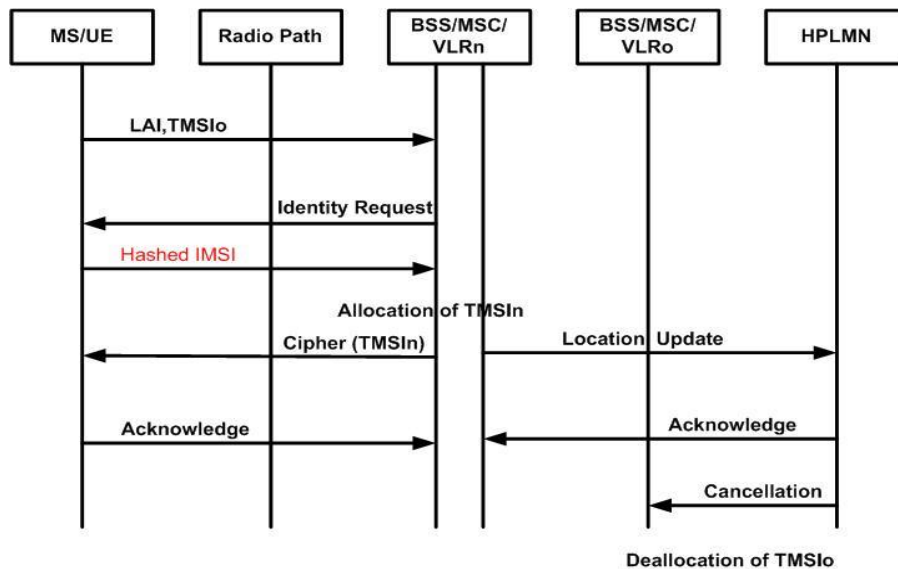 MS/UE
Radio Path
BSS/MSC/
VLRn
BSS/MSC/
VLRo
HPLMN
LAI,TMSIo
Identity Request
Hashed IMSI
Allocation of TMSIn
Cipher (TMSIn)
Location Update
Acknowledge
Acknowledge
Cancellation
Deallocation of TMSIo